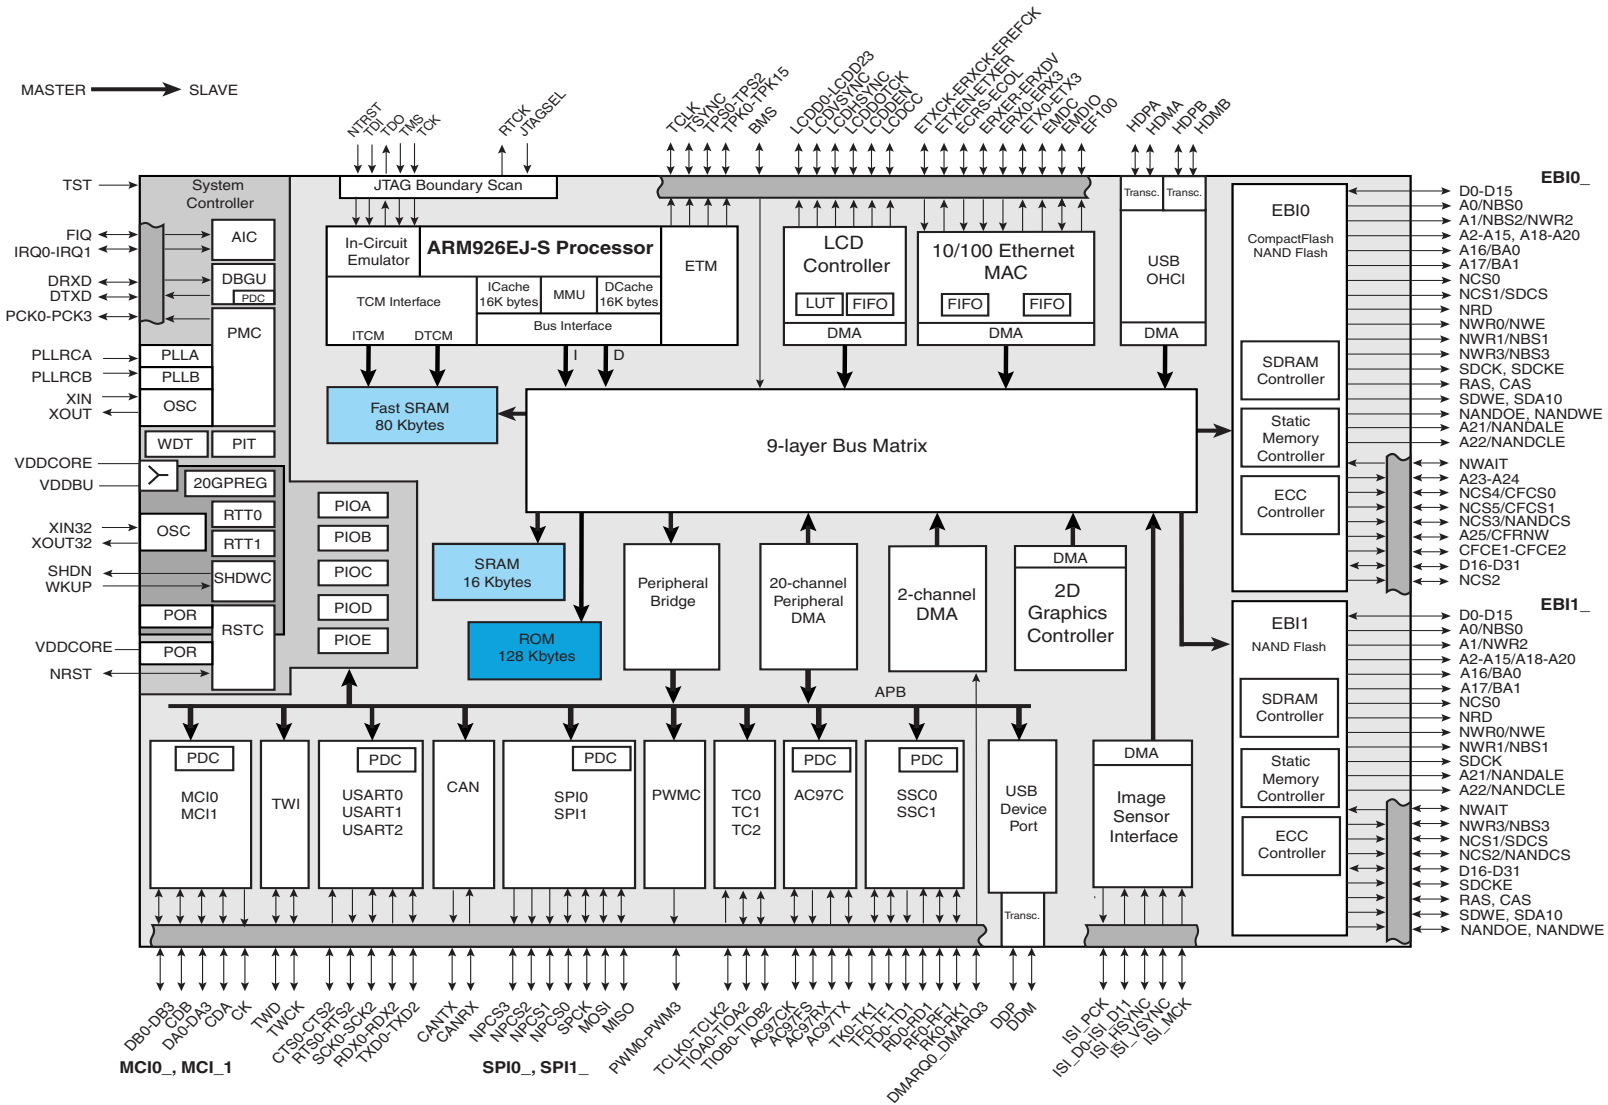 MASTER
SLAVE
NTRST
TDI
TDO
TMS
TCK
RTCK
JTAGSEL
TCLK
TSYNC
TPS0-TPS2
TPK0-TPK15
BMS
LCDD0-LCDD23
LCDVSYNC
LCDHSYNC
LCDDOTCK
LCDDEN
LCDCC
ETXCK-ERXCK-EREFCK
ETXEN-ETXER
ECRS-ECOL
ERXER-ERXDV
ERX0-ERX3
ETX0-ETX3
EMDC
EMDIO
EF100
HDPA
HDMA
HDPB
HDMB
TST
FIQ
IRQ0-IRQ1
DRXD
DTXD
PCK0-PCK3
PLLRCA
PLLRCB
XIN
XOUT
VDDCORE
VDDBU
XIN32
XOUT32
SHDN
WKUP
VDDCORE
NRST
System
Controller
AIC
DBGU
PDC
PMC
PLLA
PLLB
OSC
WDT
PIT
20GPREG
OSC
RTT0
RTT1
SHDWC
POR
RSTC
POR
PIOA
PIOB
PIOC
PIOD
PIOE
JTAG Boundary Scan
In-Circuit
Emulator
ARM926EJ-S Processor
ETM
TCM Interface
ITCM
DTCM
ICache
16K bytes
MMU
DCache
16K bytes
Bus Interface
I
D
LCD
Controller
LUT
FIFO
DMA
10/100 Ethernet
MAC
FIFO
FIFO
DMA
Transc.
Transc.
USB
OHCI
DMA
Fast SRAM
80 Kbytes
9-layer Bus Matrix
SRAM
16 Kbytes
ROM
128 Kbytes
Peripheral
Bridge
20-channel
Peripheral
DMA
2-channel
DMA
DMA
2D
Graphics
Controller
APB
EBI0
CompactFlash
NAND Flash
SDRAM
Controller
Static
Memory
Controller
ECC
Controller
EBI1
NAND Flash
SDRAM
Controller
Static
Memory
Controller
ECC
Controller
EBI0_
D0-D15
A0/NBS0
A1/NBS2/NWR2
A2-A15, A18-A20
A16/BA0
A17/BA1
NCS0
NCS1/SDCS
NRD
NWR0/NWE
NWR1/NBS1
NWR3/NBS3
SDCK, SDCKE
RAS, CAS
SDWE, SDA10
NANDOE, NANDWE
A21/NANDALE
A22/NANDCLE
NWAIT
A23-A24
NCS4/CFCS0
NCS5/CFCS1
NCS3/NANDCS
A25/CFRNW
CFCE1-CFCE2
D16-D31
NCS2
EBI1_
D0-D15
A0/NBS0
A1/NWR2
A2-A15/A18-A20
A16/BA0
A17/BA1
NCS0
NRD
NWR0/NWE
NWR1/NBS1
SDCK
A21/NANDALE
A22/NANDCLE
NWAIT
NWR3/NBS3
NCS1/SDCS
NCS2/NANDCS
D16-D31
SDCKE
RAS, CAS
SDWE, SDA10
NANDOE, NANDWE
PDC
MCI0
MCI1
TWI
PDC
USART0
USART1
USART2
CAN
PDC
SPI0
SPI1
PWMC
TC0
TC1
TC2
PDC
AC97C
PDC
SSC0
SSC1
USB
Device
Port
Transc.
DMA
Image
Sensor
Interface
DB0-DB3
CDB
DA0-DA3
CDA
CK
TWD
TWCK
CTS0-CTS2
RTS0-RTS2
SCK0-SCK2
RDX0-RDX2
TXD0-TXD2
CANTX
CANRX
NPCS3
NPCS2
NPCS1
NPCS0
SPCK
MOSI
MISO
PWM0-PWM3
TCLK0-TCLK2
TIOA0-TIOA2
TIOB0-TIOB2
AC97CK
AC97FS
AC97RX
AC97TX
TK0-TK1
TF0-TF1
TD0-TD1
RD0-RD1
RF0-RF1
RK0-RK1
DMARQ0_DMARQ3
DDP
DDM
ISI_PCK
ISI_D0-ISI_D11
ISI_HSYNC
ISI_VSYNC
ISI_MCK
MCI0_, MCI_1
SPI0_, SPI1_